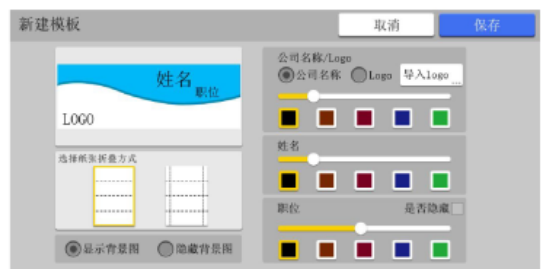 新建模板
取消
保存
姓名
职位
LOGO
选择纸张折叠方式
显示背景图
隐藏背景图
公司名称/Logo
公司名称
Logo
导入logo...
姓名
职位
是否隐藏